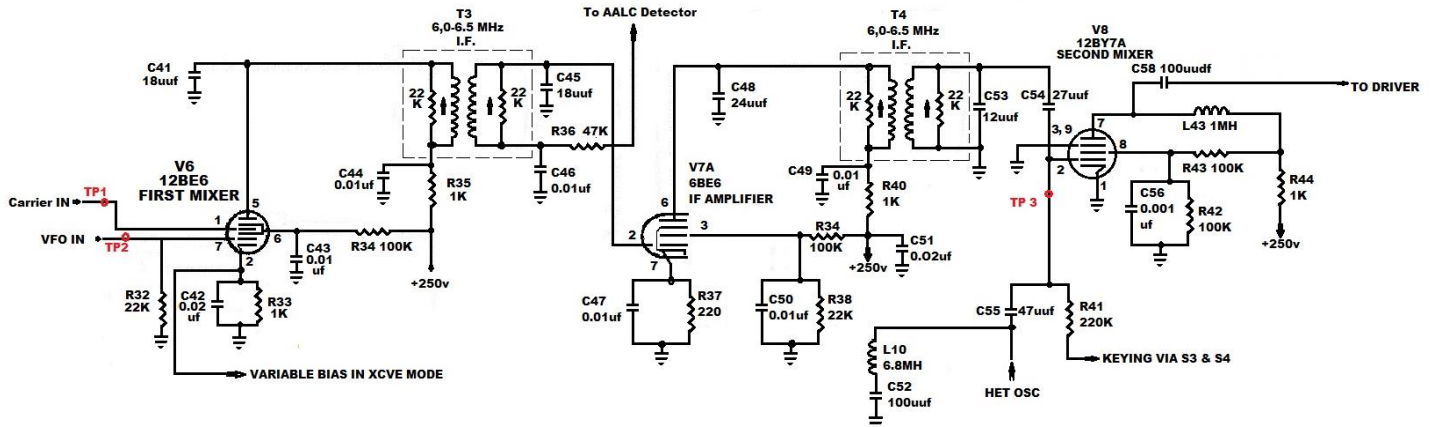 T3
6,0-6.5 MHz
I.F.
To AALC Detector
T4
6,0-6.5 MHz
I.F.
V8
12BY7A
SECOND MIXER
C58 100uudf
TO DRIVER
C41
18uuf
22
K
22
K
C45
18uuf
C48
24uuf
22
K
22
K
C53
12uuf
C54
27uuf
7
L43 1MH
3, 9
8
2
1
R43 100K
R36 47K
C44
0.01uf
R35
1K
C46
0.01uf
C49
0.01
uf
R40
1K
V7A
6BE6
IF AMPLIFIER
TP 3
C56
0.001
uf
R42
100K
R44
1K
+250v
V6
12BE6
FIRST MIXER
TP1
Carrier IN
VFO IN
TP2
5
1
7
6
2
C43
0.01
uf
R34 100K
+250v
6
2
3
7
R34
100K
+250v
C51
0.O2uf
R32
22K
C42
0.02
uf
R33
1K
C47
0.01uf
R37
220
C50
0.01uf
R38
22K
C55
47uuf
R41
220K
L10
6.8MH
C52
100uuf
HET OSC
KEYING VIA S3 & S4
VARIABLE BIAS IN XCVE MODE